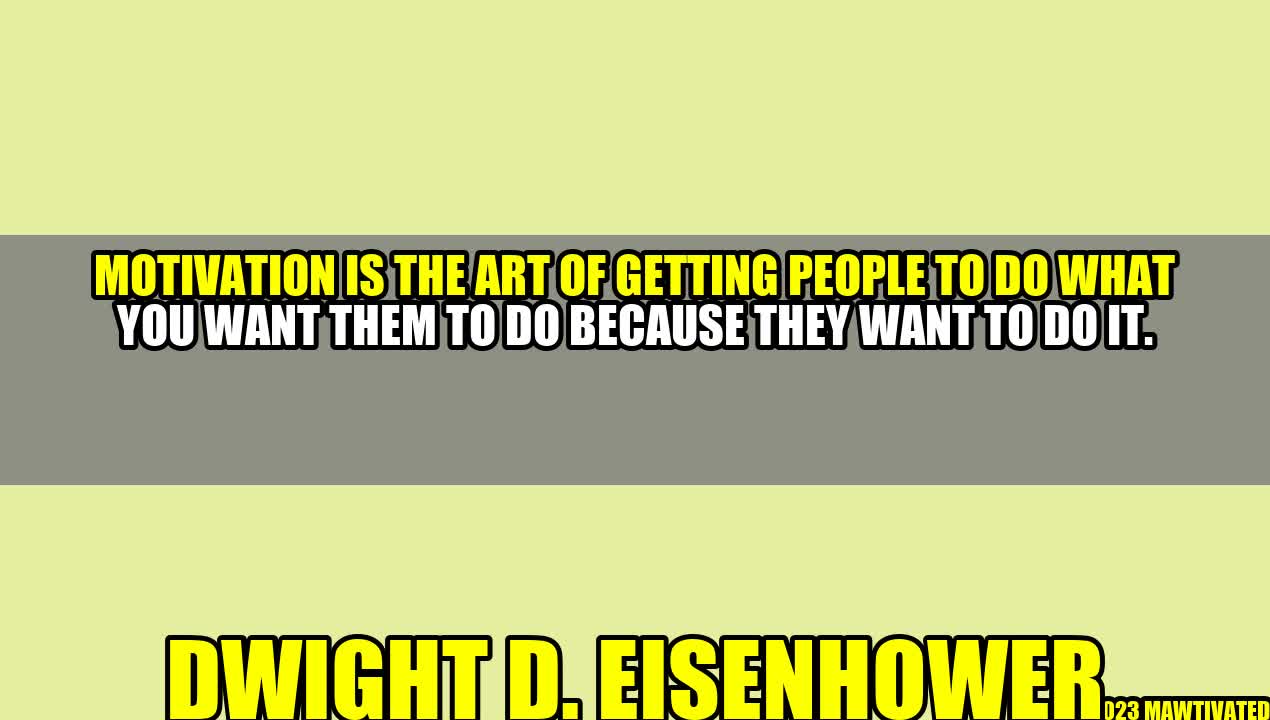 MOTIVATION IS THE ART OF GETTING PEOPLE TO DO WHAT
YOU WANT THEM TO DO BECAUSE THEY WANT TO DO IT.
DWIGHT D. EISENHOWER
023 MAWTIVATED